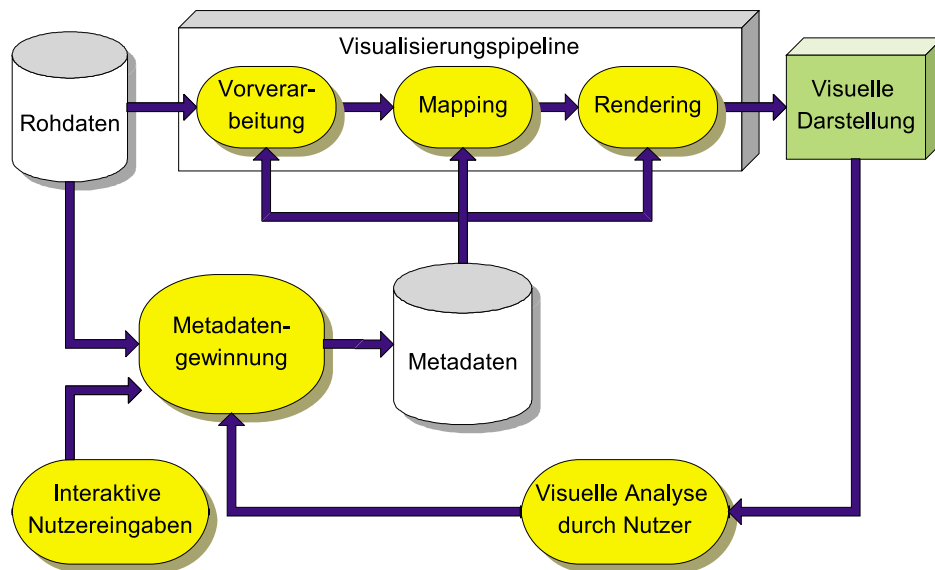 Visualisierungspipeline
Rohdaten
Vorverar-
beitung
Mapping
Rendering
Visuelle
Darstellung
Metadaten-
gewinnung
Metadaten
Interaktive
Nutzereingaben
Visuelle Analyse
durch Nutzer